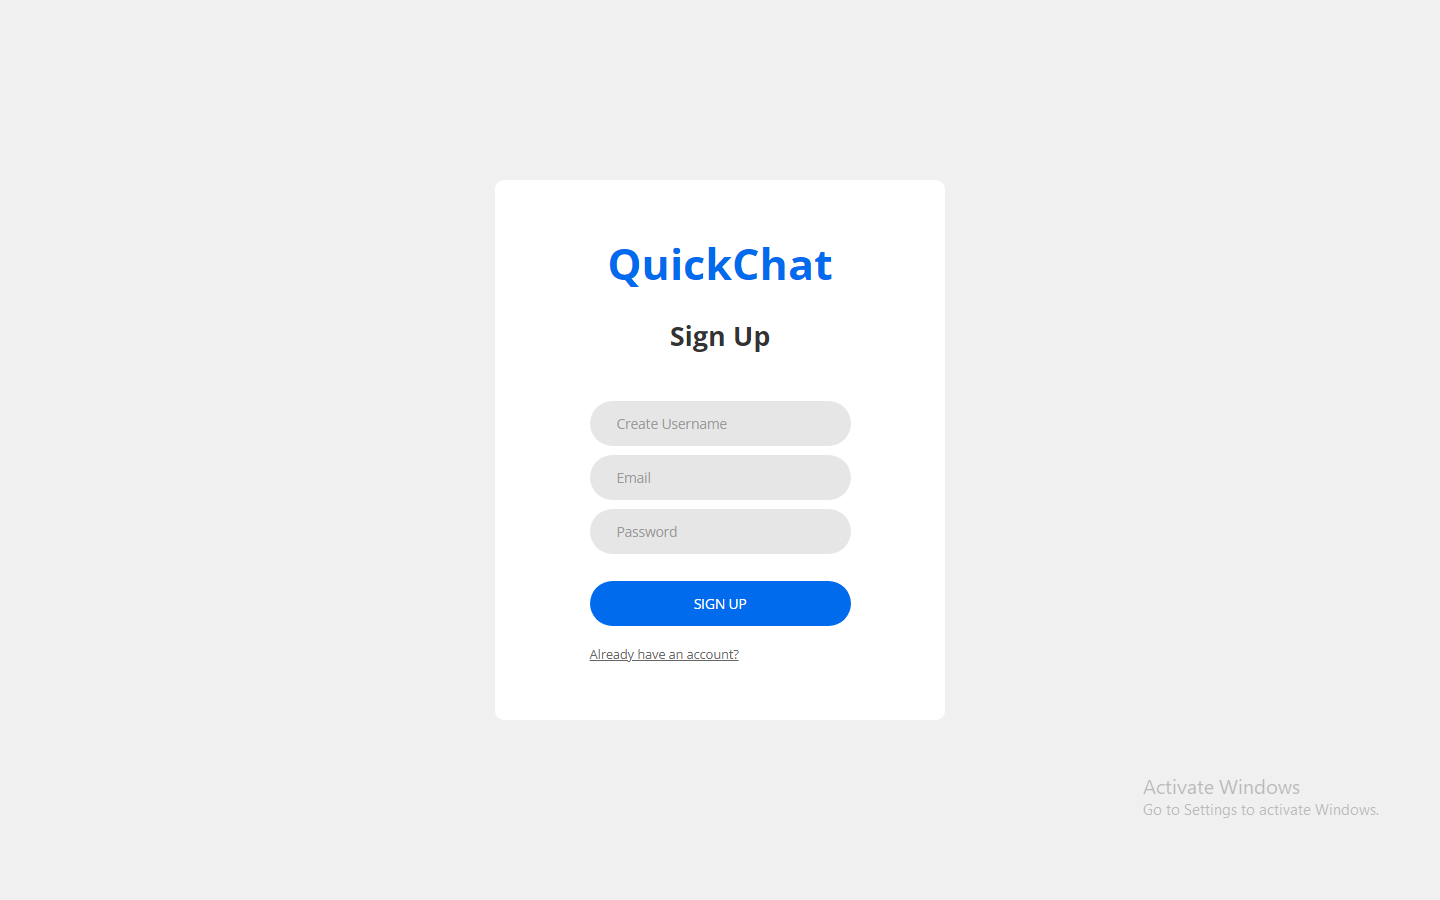 QuickChat
Sign Up
Create Username
Email
Password
SIGN UP
Already have an account?
Activate Windows
Go to Settings to activate Windows.